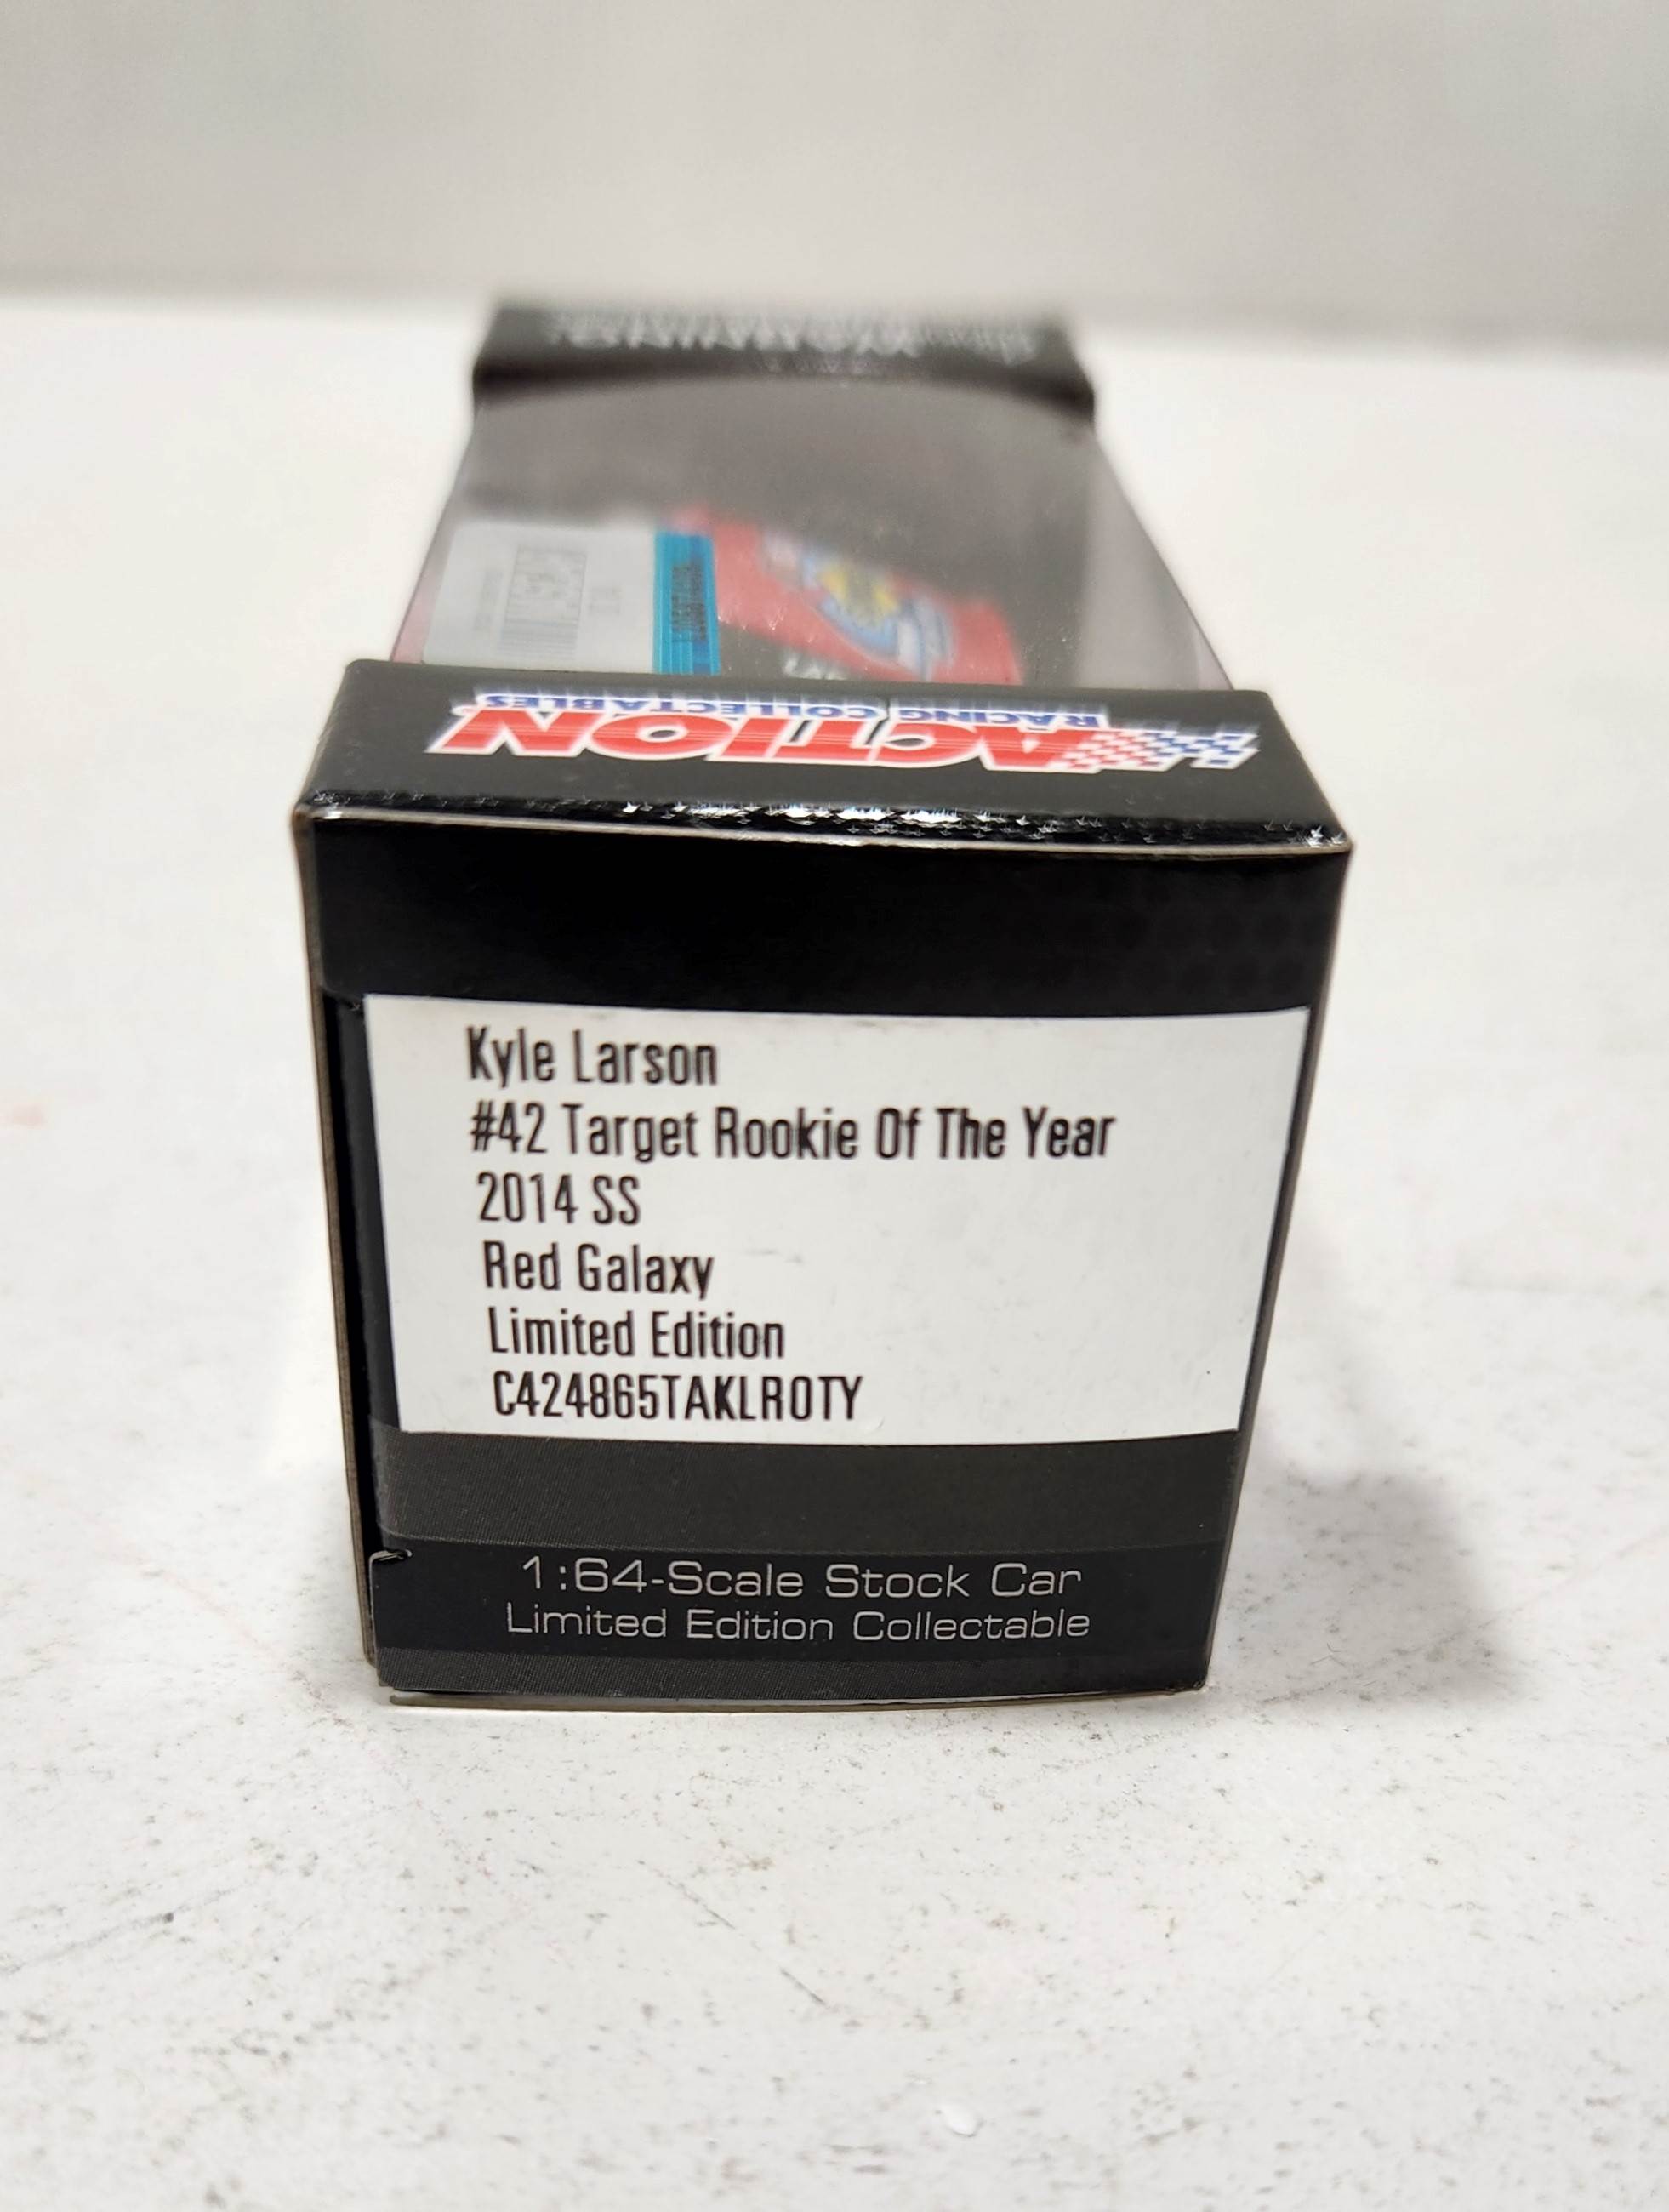 WARNING:
ACTION
RACING COLLECTABLES
Kyle Larson
#42 Target Rookie Of The Year
2014 SS
Red Galaxy
Limited Edition
C424865TAKLROTY
1:64-Scale Stock Car
Limited Edition Collectable